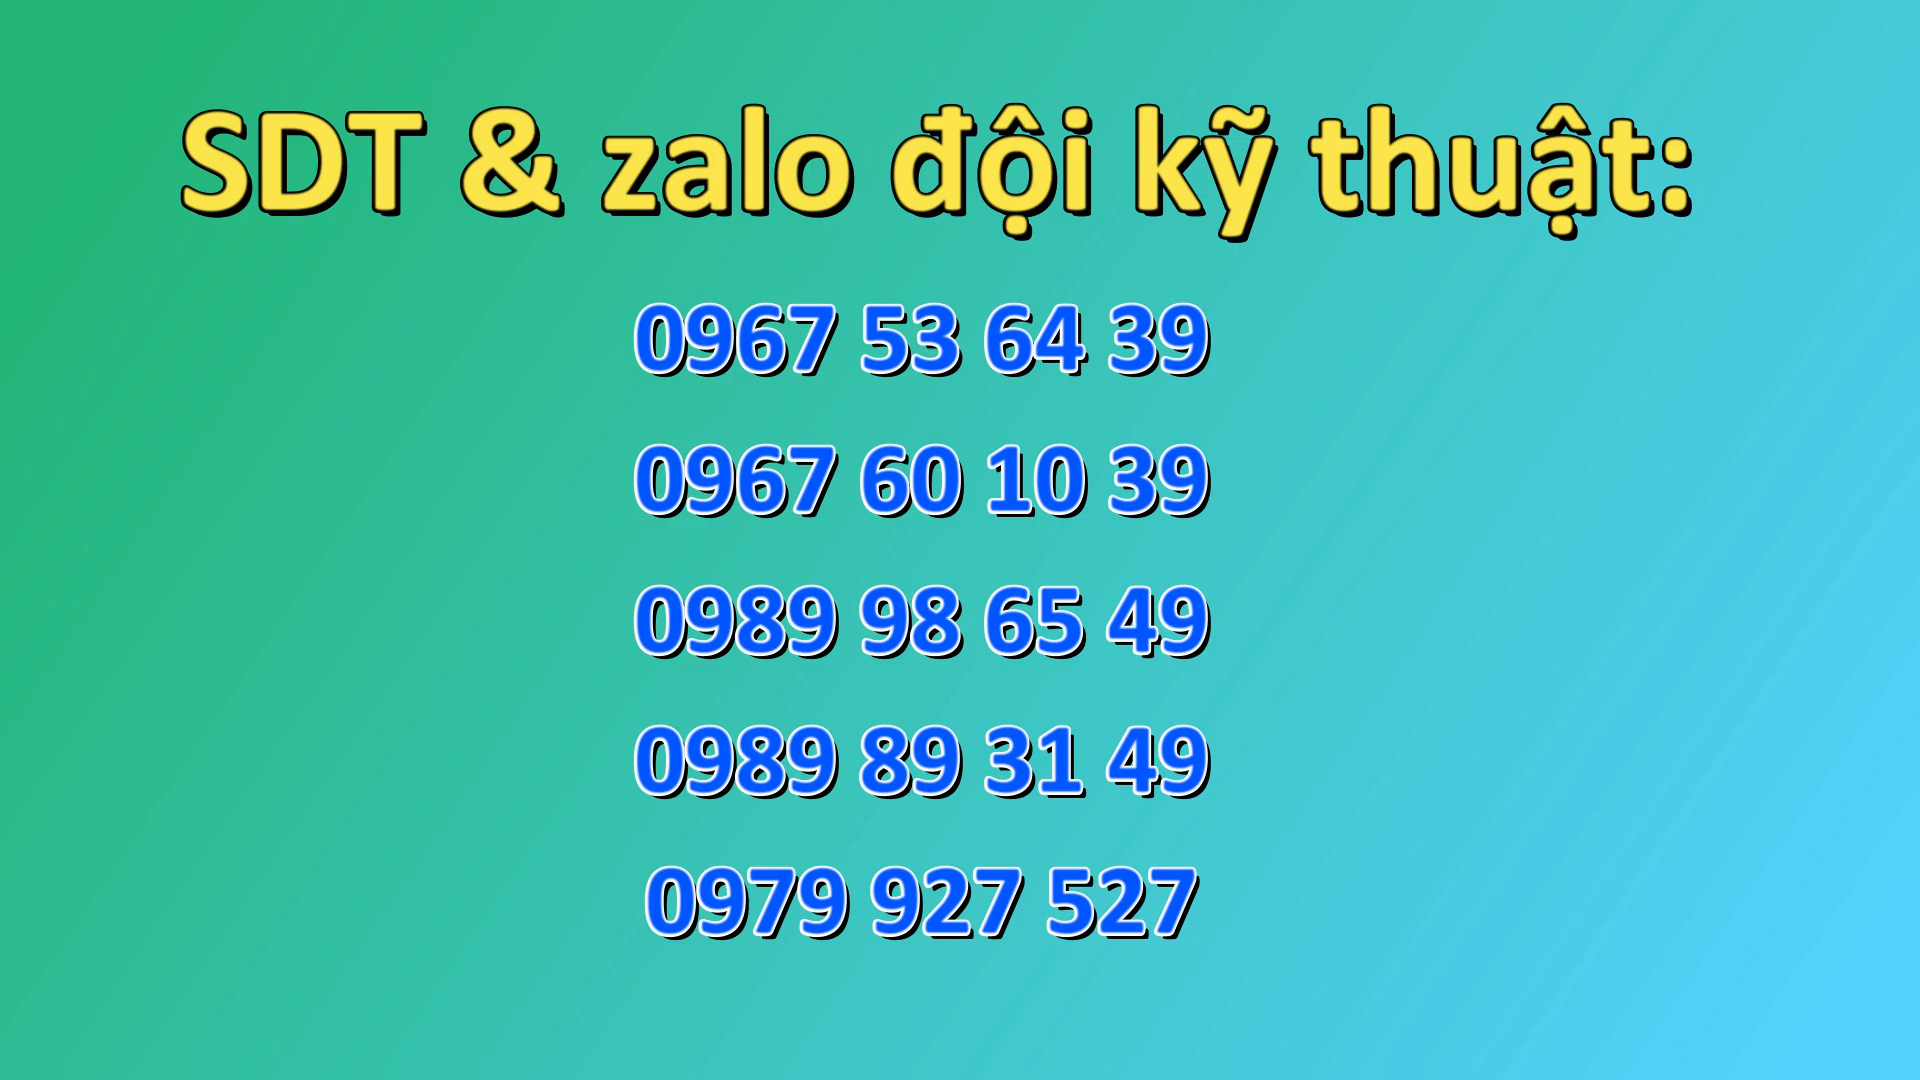 SDT & zalo đội kỹ thuật:
0967 53 64 39
0967 60 10 39
0989 98 65 49
0989 89 31 49
0979 927 527